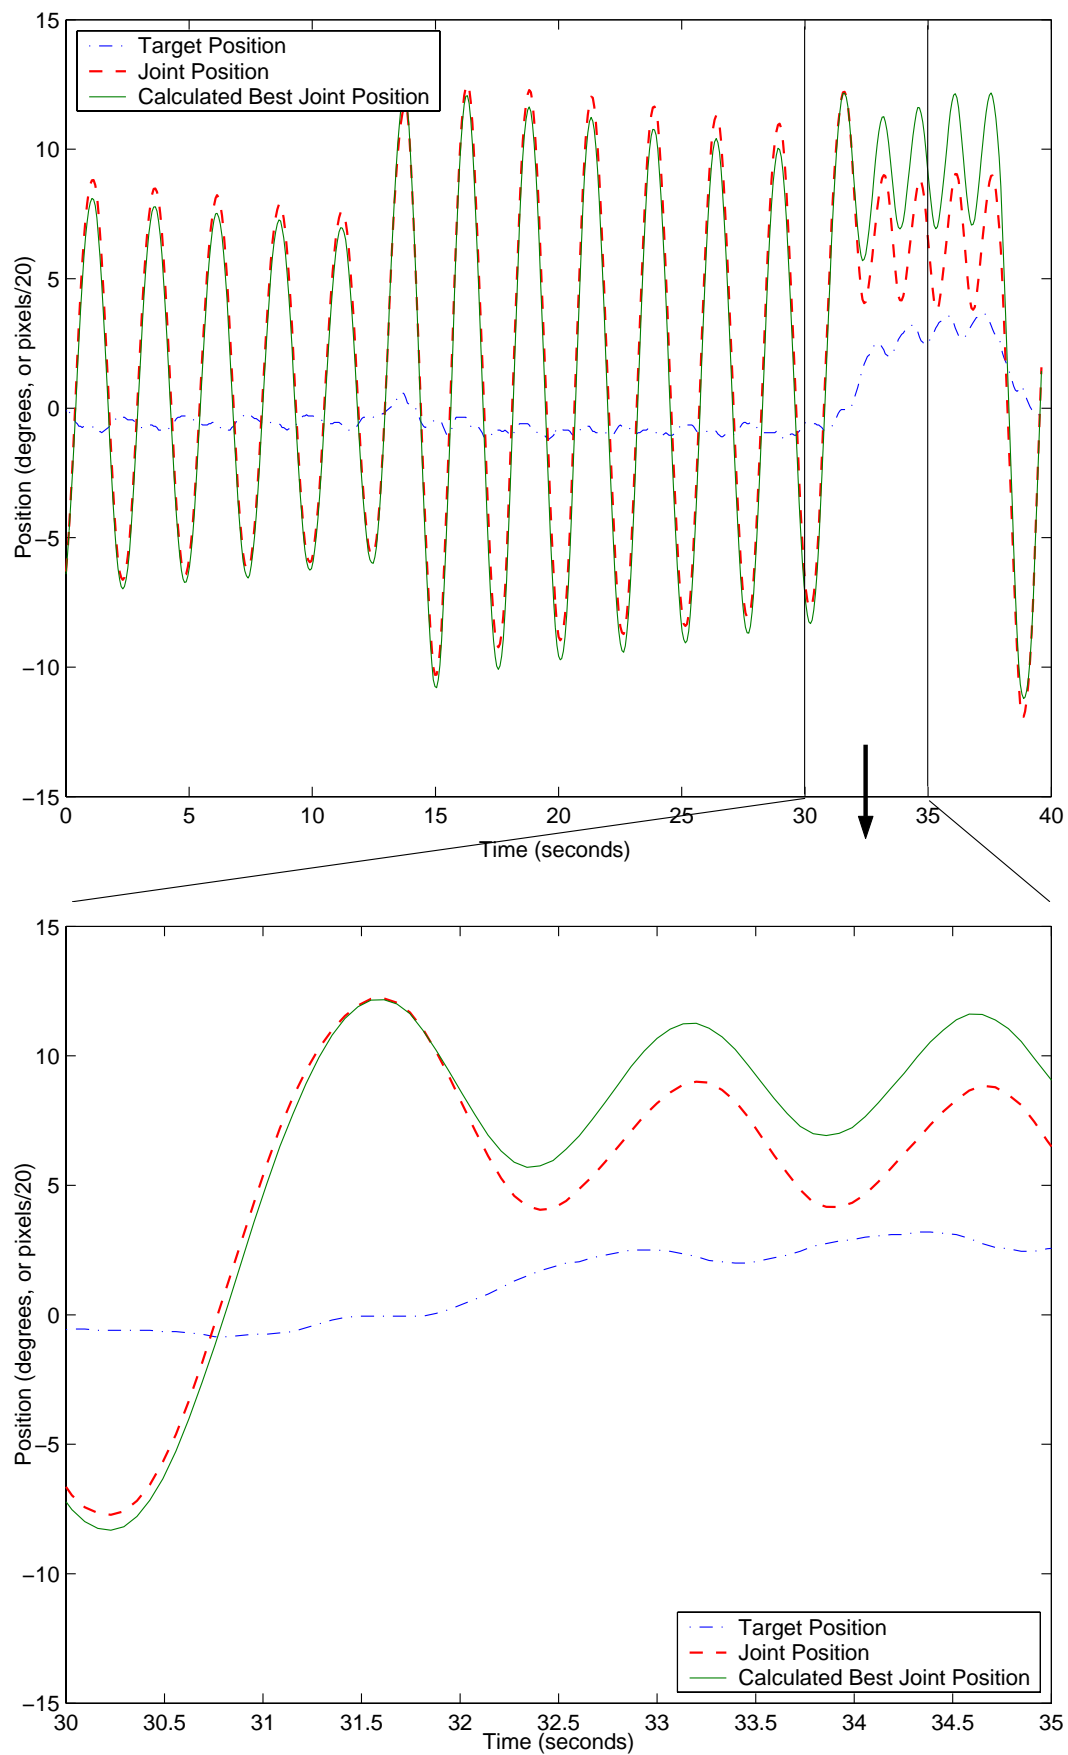 15
10
5
0
−5
−10
−15
Position (degrees, or pixels/20)
Target Position
Joint Position
Calculated Best Joint Position
0 5 10 15 20 25 30 35 40
Time (seconds)
15
10
5
0
−5
−10
−15
Position (degrees, or pixels/20)
Target Position
Joint Position
Calculated Best Joint Position
30 30.5 31 31.5 32 32.5 33 33.5 34 34.5 35
Time (seconds)